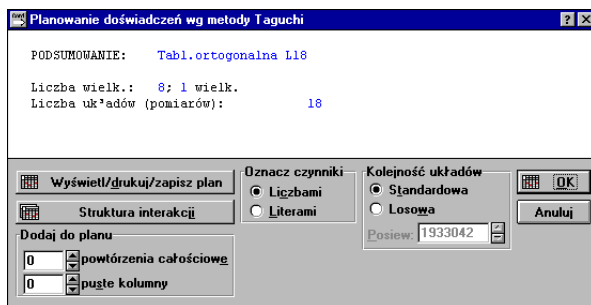 Planowanie doświadczeń wg metody Taguchi
PODSUMOWANIE: Tabl.ortogonalna L18
Liczba wielk.: 8; 1 wielk.
Liczba uk³adów (pomiarów): 18
Wyświetl/drukuj/zapisz plan
Struktura interakcji
Dodaj do planu
0 powtórzenia całościowe
0 puste kolumny
Oznacz czynniki
Liczbami
Literami
Kolejność układów
Standardowa
Losowa
Posiew: 1933042
OK
Anuluj